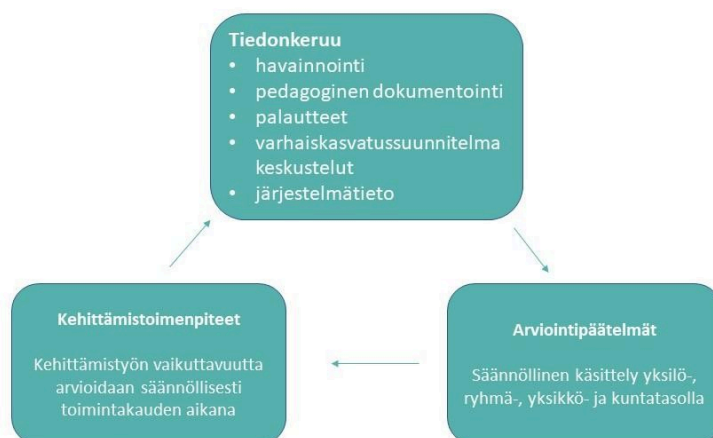 Tiedonkeruu
• havainnointi
• pedagoginen dokumentointi
• palautteet
• varhaiskasvatussuunnitelma
keskustelut
• järjestelmätieto
Kehittämistoimenpiteet
Kehittämistyön vaikuttavuutta
arvioidaan säännöllisesti
toimintakauden aikana
Arviointipäätelmät
Säännöllinen käsittely yksilö-,
ryhmä-, yksikkö- ja kuntatasolla